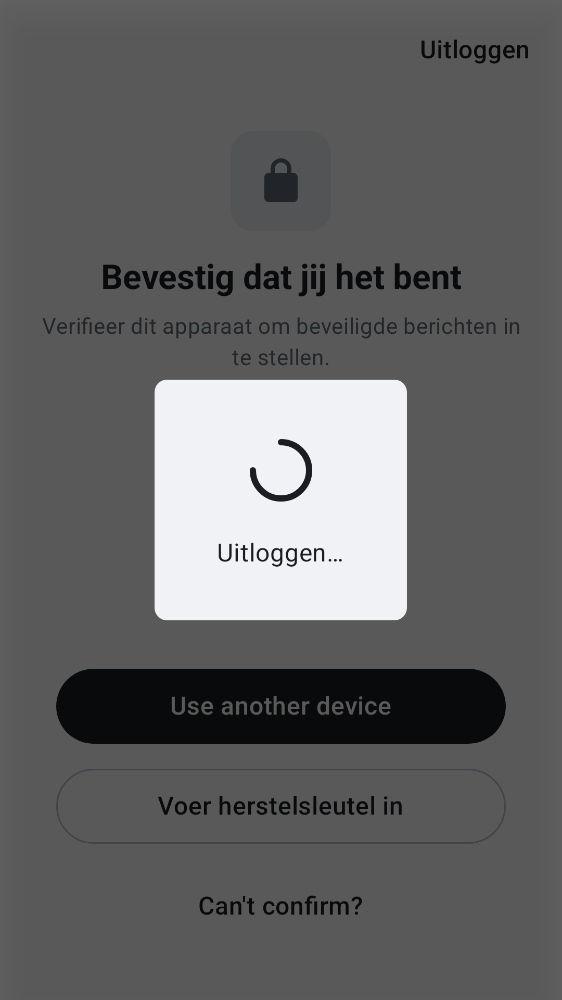 Uitloggen
Bevestig dat jij het bent
Verifieer dit apparaat om beveiligde berichten in
te stellen.
Uitloggen…
Use another device
Voer herstelsleutel in
Can't confirm?